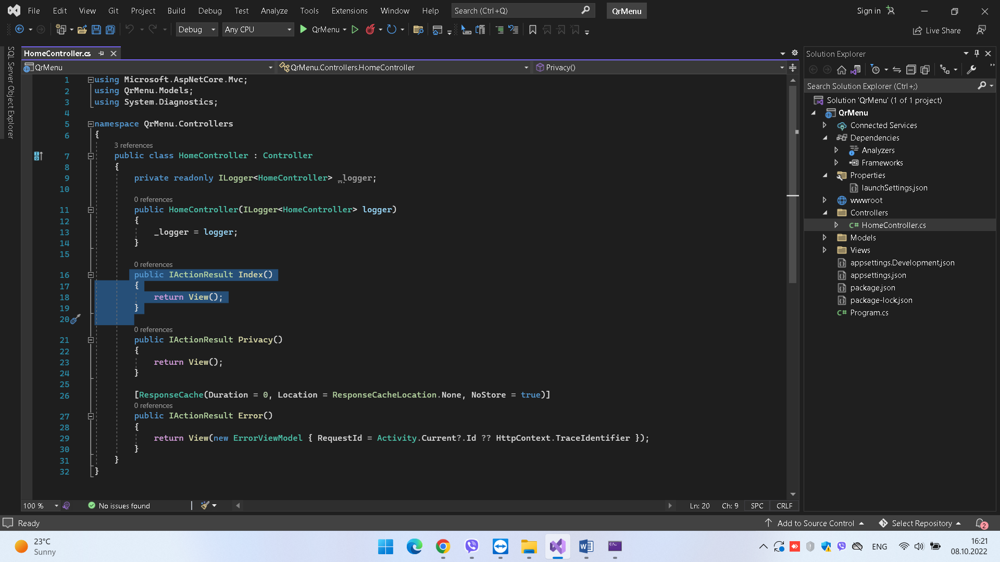 File Edit View Git Project Build Debug Test Analyze Tools Extensions Window Help Search (Ctrl+Q) QrMenu Sign in
Debug Any CPU QrMenu Live Share
SQL Server Object Explorer
HomeController.cs
QrMenu QrMenu.Controllers.HomeController Privacy()
1 using Microsoft.AspNetCore.Mvc;
2 using QrMenu.Models;
3 using System.Diagnostics;
4
5 namespace QrMenu.Controllers
6 {
3 references
7 public class HomeController : Controller
8 {
9 private readonly ILogger<HomeController> _logger;
10
0 references
11 public HomeController(ILogger<HomeController> logger)
12 {
13 _logger = logger;
14 }
15
0 references
16 public IActionResult Index()
17 {
18 return View();
19 }
20
0 references
21 public IActionResult Privacy()
22 {
23 return View();
24 }
25
26 [ResponseCache(Duration = 0, Location = ResponseCacheLocation.None, NoStore = true)]
0 references
27 public IActionResult Error()
28 {
29 return View(new ErrorViewModel { RequestId = Activity.Current?.Id ?? HttpContext.TraceIdentifier });
30 }
31 }
32 }
100 % No issues found Ln: 20 Ch: 9 SPC CRLF
Solution Explorer
Search Solution Explorer (Ctrl+;)
Solution 'QrMenu' (1 of 1 project)
QrMenu
Connected Services
Dependencies
Analyzers
Frameworks
Properties
launchSettings.json
wwwroot
Controllers
C# HomeController.cs
Models
Views
appsettings.Development.json
appsettings.json
package.json
package-lock.json
C# Program.cs
Ready Add to Source Control Select Repository 2
23°C
Sunny
ENG
16:21
08.10.2022